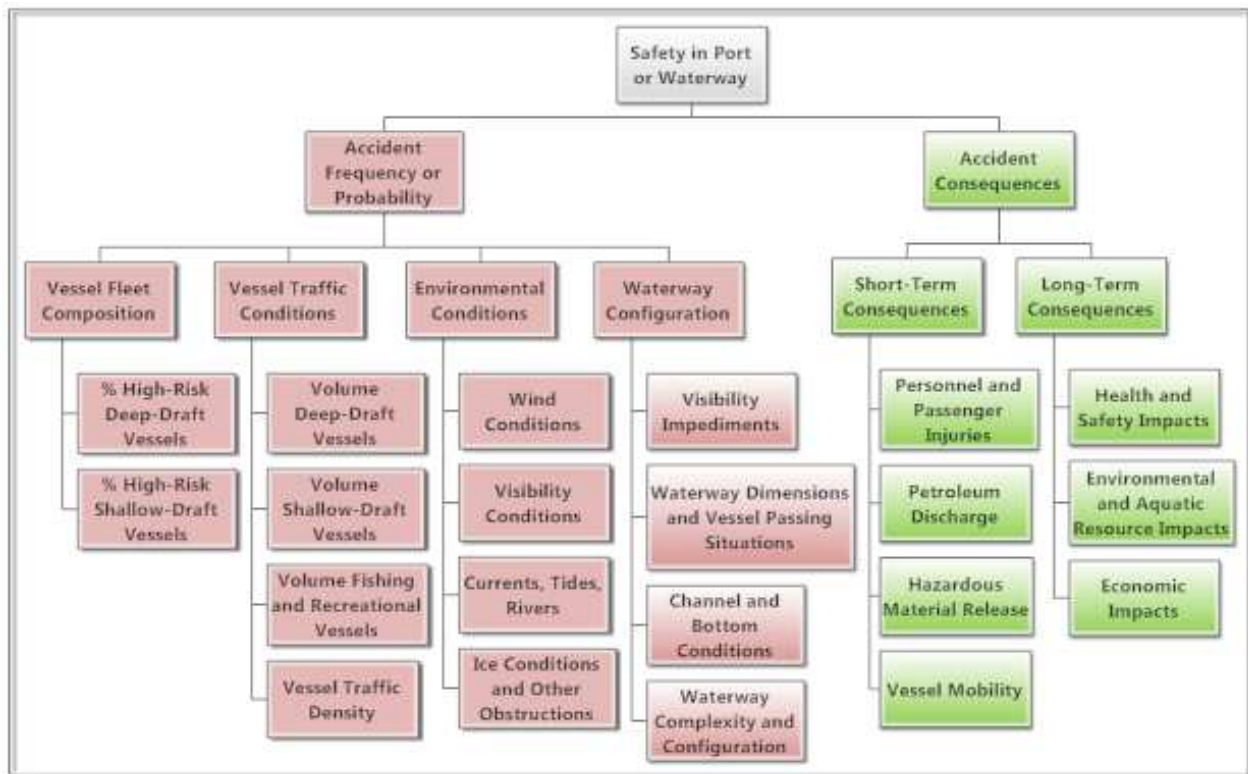 Safety in Port
or Waterway
Accident
Frequency or
Probability
Accident
Consequences
Vessel Fleet
Composition
Vessel Traffic
Conditions
Environmental
Conditions
Waterway
Configuration
Short-Term
Consequences
Long-Term
Consequences
% High-Risk
Deep-Draft
Vessels
% High-Risk
Shallow-Draft
Vessels
Volume
Deep-Draft
Vessels
Volume
Shallow-Draft
Vessels
Volume Fishing
and Recreational
Vessels
Vessel Traffic
Density
Wind
Conditions
Visibility
Conditions
Currents, Tides,
Rivers
Ice Conditions
and Other
Obstructions
Visibility
Impediments
Waterway Dimensions
and Vessel Passing
Situations
Channel and
Bottom
Conditions
Waterway
Complexity and
Configuration
Personnel and
Passenger
Injuries
Petroleum
Discharge
Hazardous
Material Release
Vessel Mobility
Health and
Safety Impacts
Environmental
and Aquatic
Resource Impacts
Economic
Impacts